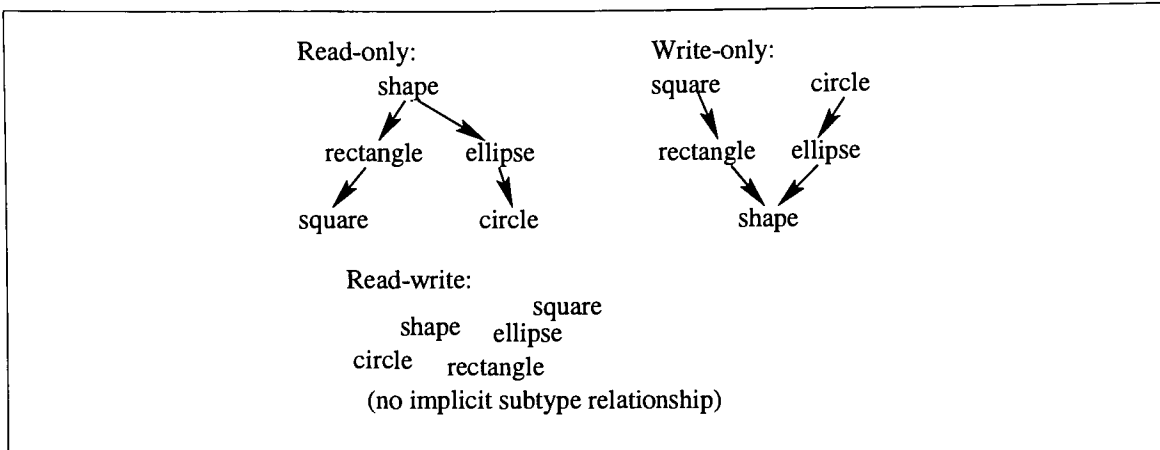 Read-only:
shape
rectangle ellipse
square circle
Write-only:
square circle
rectangle ellipse
shape
Read-write:
square
shape ellipse
circle rectangle
(no implicit subtype relationship)